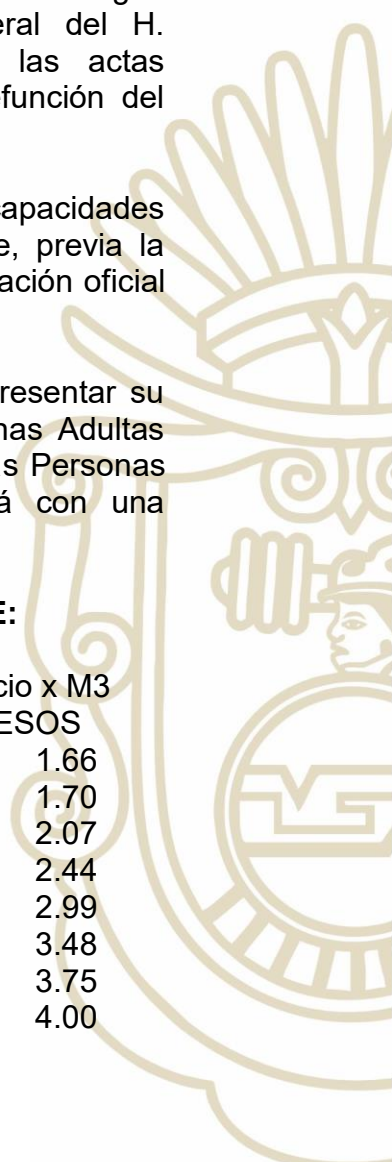 eral del H.
las actas
función del
capacidades
e, previa la
ación oficial
resentar su
nas Adultas
s Personas
á con una
E:
cio x M3
ESOS
1.66
1.70
2.07
2.44
2.99
3.48
3.75
4.00